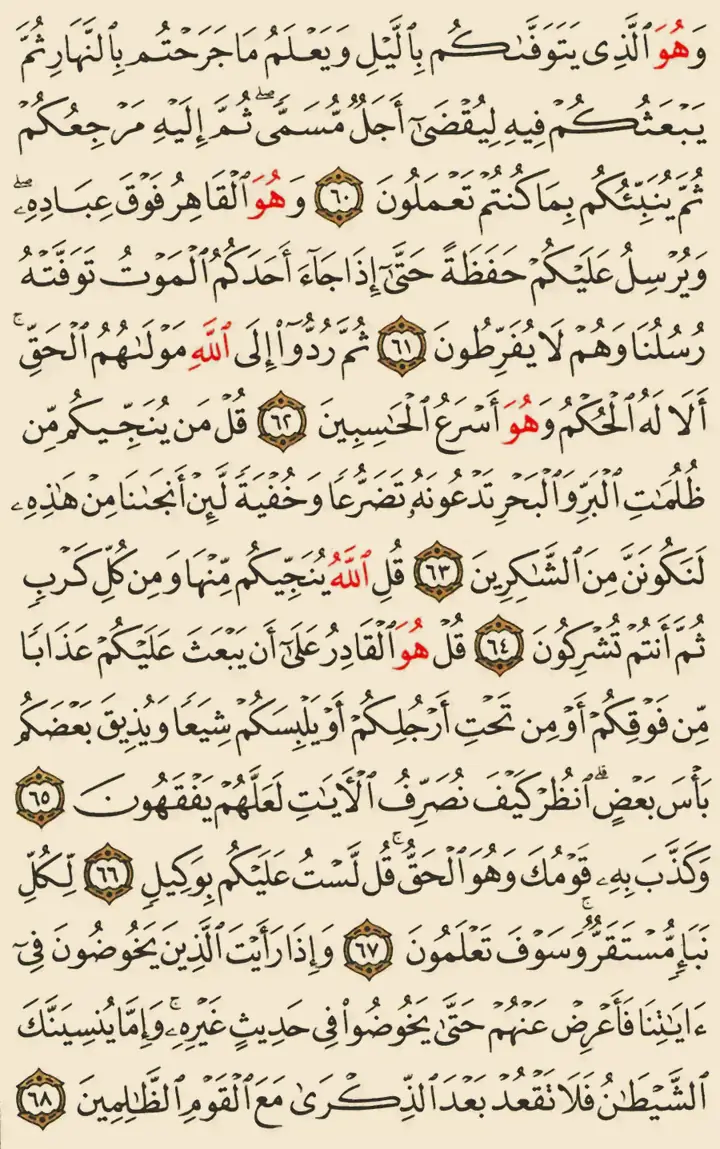 وَهُوَ ٱلَّذِى يَتَوَفَّىٰكُم بِٱلَّيْلِ وَيَعْلَمُ مَا جَرَحْتُم بِٱلنَّهَارِ ثُمَّ
يَبْعَثُكُمْ فِيهِ لِيُقْضَىٰٓ أَجَلٌ مُّسَمًّى ۖ ثُمَّ إِلَيْهِ مَرْجِعُكُمْ
ثُمَّ يُنَبِّئُكُم بِمَا كُنتُمْ تَعْمَلُونَ ٦٠ وَهُوَ ٱلْقَاهِرُ فَوْقَ عِبَادِهِۦ ۖ
وَيُرْسِلُ عَلَيْكُمْ حَفَظَةً حَتَّىٰٓ إِذَا جَآءَ أَحَدَكُمُ ٱلْمَوْتُ تَوَفَّتْهُ
رُسُلُنَا وَهُمْ لَا يُفَرِّطُونَ ٦١ ثُمَّ رُدُّوٓا۟ إِلَى ٱللَّهِ مَوْلَىٰهُمُ ٱلْحَقِّ ۚ
أَلَا لَهُ ٱلْحُكْمُ وَهُوَ أَسْرَعُ ٱلْحَـٰسِبِينَ ٦٢ قُلْ مَن يُنَجِّيكُم مِّن
ظُلُمَـٰتِ ٱلْبَرِّ وَٱلْبَحْرِ تَدْعُونَهُۥ تَضَرُّعًا وَخُفْيَةً لَّئِنْ أَنجَىٰنَا مِنْ هَـٰذِهِۦ
لَنَكُونَنَّ مِنَ ٱلشَّـٰكِرِينَ ٦٣ قُلِ ٱللَّهُ يُنَجِّيكُم مِّنْهَا وَمِن كُلِّ كَرْبٍ
ثُمَّ أَنتُمْ تُشْرِكُونَ ٦٤ قُلْ هُوَ ٱلْقَادِرُ عَلَىٰٓ أَن يَبْعَثَ عَلَيْكُمْ عَذَابًا
مِّن فَوْقِكُمْ أَوْ مِن تَحْتِ أَرْجُلِكُمْ أَوْ يَلْبِسَكُمْ شِيَعًا وَيُذِيقَ بَعْضَكُم
بَأْسَ بَعْضٍ ۗ ٱنظُرْ كَيْفَ نُصَرِّفُ ٱلْـَٔايَـٰتِ لَعَلَّهُمْ يَفْقَهُونَ ٦٥
وَكَذَّبَ بِهِۦ قَوْمُكَ وَهُوَ ٱلْحَقُّ ۚ قُل لَّسْتُ عَلَيْكُم بِوَكِيلٍ ٦٦ لِّكُلِّ
نَبَإٍ مُّسْتَقَرٌّ ۚ وَسَوْفَ تَعْلَمُونَ ٦٧ وَإِذَا رَأَيْتَ ٱلَّذِينَ يَخُوضُونَ فِىٓ
ءَايَـٰتِنَا فَأَعْرِضْ عَنْهُمْ حَتَّىٰ يَخُوضُوا۟ فِى حَدِيثٍ غَيْرِهِۦ ۚ وَإِمَّا يُنسِيَنَّكَ
ٱلشَّيْطَـٰنُ فَلَا تَقْعُدْ بَعْدَ ٱلذِّكْرَىٰ مَعَ ٱلْقَوْمِ ٱلظَّـٰلِمِينَ ٦٨